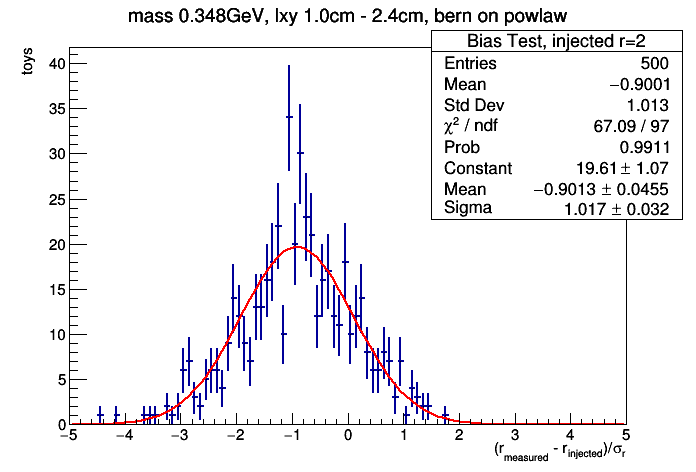 mass 0.348GeV, lxy 1.0cm - 2.4cm, bern on powlaw
Bias Test, injected r=2
Entries 500
Mean −0.9001
Std Dev 1.013
χ² / ndf 67.09 / 97
Prob 0.9911
Constant 19.61 ± 1.07
Mean −0.9013 ± 0.0455
Sigma 1.017 ± 0.032
toys
40
35
30
25
20
15
10
5
0
−5 −4 −3 −2 −1 0 1 2 3 4 5
(r_measured - r_injected)/σ_r